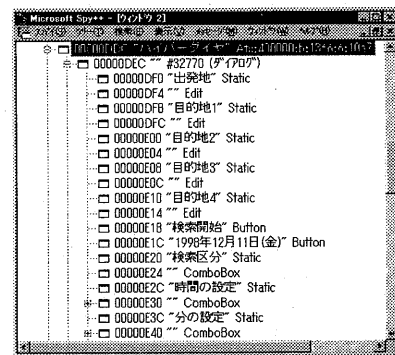 Microsoft Spy++ - [ウィンドウ 2]
00000DEC "" #32770 (ダイアログ)
00000DF0 "出発地" Static
00000DF4 "" Edit
00000DF8 "目的地1" Static
00000DFC "" Edit
00000E00 "目的地2" Static
00000E04 "" Edit
00000E08 "目的地3" Static
00000E0C "" Edit
00000E10 "目的地4" Static
00000E14 "" Edit
00000E18 "検索開始" Button
00000E1C "1998年12月11日(金)" Button
00000E20 "検索区分" Static
00000E24 "" ComboBox
00000E2C "時間の設定" Static
00000E30 "" ComboBox
00000E3C "分の設定" Static
00000E40 "" ComboBox